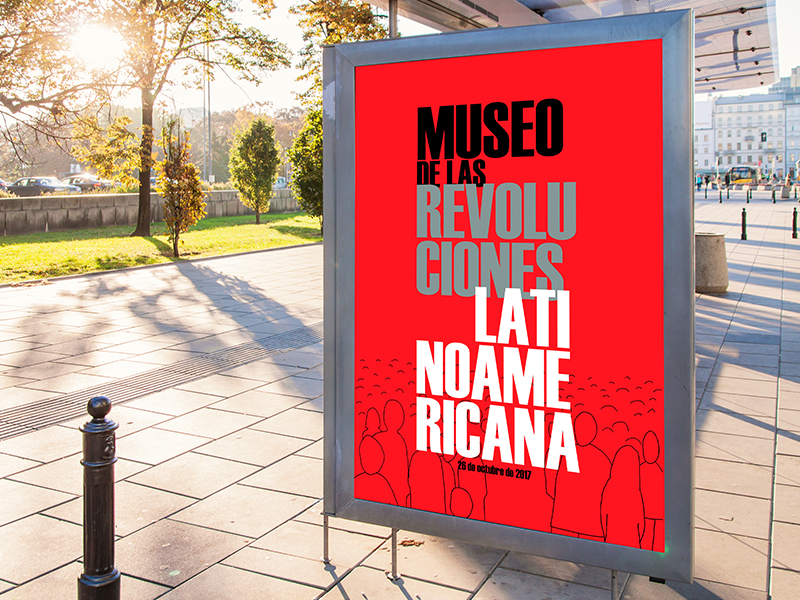 MUSEO
DE LAS
REVOLU
CIONES
LATI
NOAME
RICANA
26 de octubre de 2017